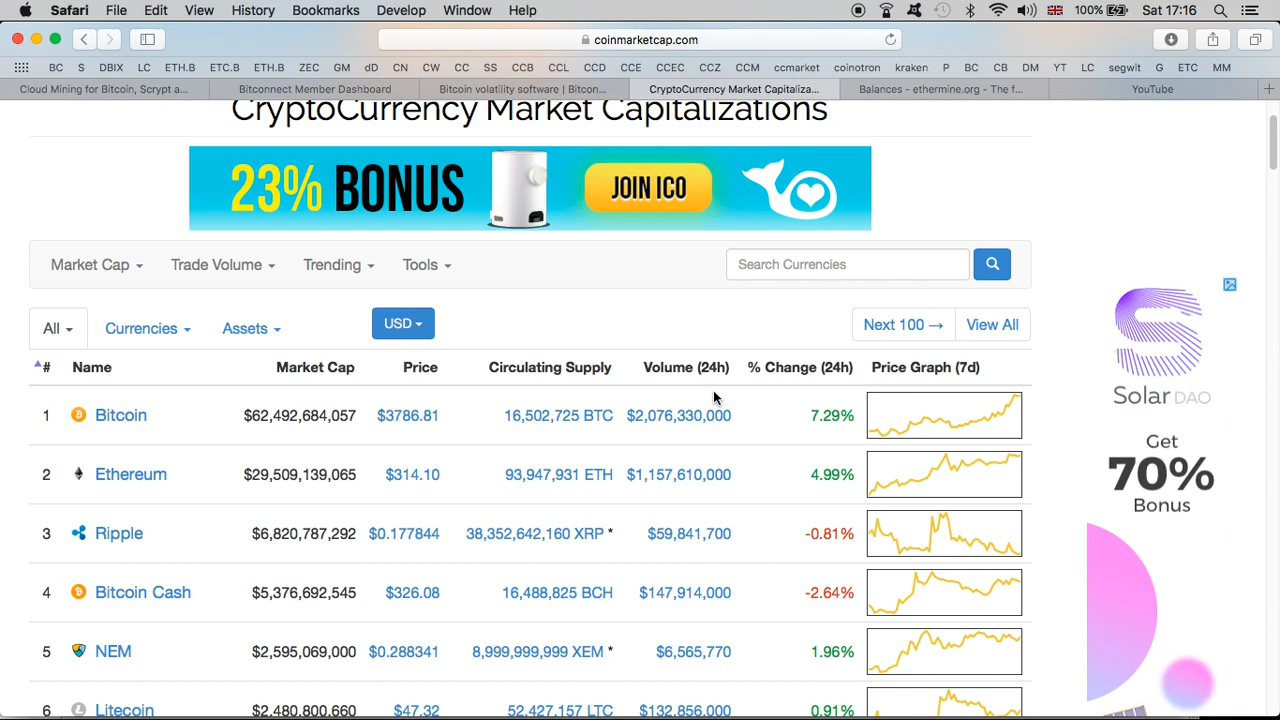 Safari File Edit View History Bookmarks Develop Window Help 100% Sat 17:16
coinmarketcap.com
BC S DBIX LC ETH.B ETC.B ETH.B ZEC GM dD CN CW CC SS CCB CCL CCD CCE CCEC CCZ CCM ccmarket coinotron kraken P BC CB DM YT LC segwit G ETC MM
Cloud Mining for Bitcoin, Scrypt a... Bitconnect Member Dashboard Bitcoin volatility software | Bitcon... CryptoCurrency Market Capitaliza... Balances - ethermine.org - The f... YouTube
CryptoCurrency Market Capitalizations
23% BONUS JOIN ICO
Market Cap Trade Volume Trending Tools Search Currencies
All Currencies Assets USD Next 100 → View All
# Name Market Cap Price Circulating Supply Volume (24h) % Change (24h) Price Graph (7d)
1 Bitcoin $62,492,684,057 $3786.81 16,502,725 BTC $2,076,330,000 7.29%
2 Ethereum $29,509,139,065 $314.10 93,947,931 ETH $1,157,610,000 4.99%
3 Ripple $6,820,787,292 $0.177844 38,352,642,160 XRP * $59,841,700 -0.81%
4 Bitcoin Cash $5,376,692,545 $326.08 16,488,825 BCH $147,914,000 -2.64%
5 NEM $2,595,069,000 $0.288341 8,999,999,999 XEM * $6,565,770 1.96%
6 Litecoin $2,480,800,660 $47.32 52,427,157 LTC $132,856,000 0.91%
Solar DAO
Get
70%
Bonus